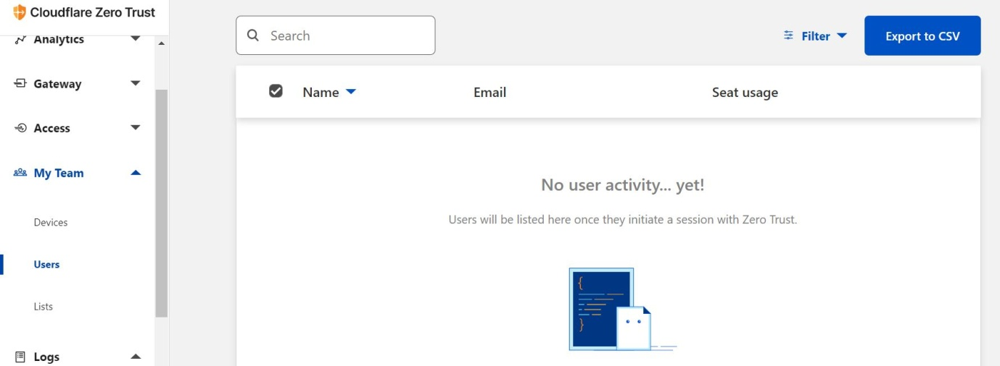 Cloudflare Zero Trust
Analytics
Gateway
Access
My Team
Devices
Users
Lists
Logs
Search
Filter
Export to CSV
Name
Email
Seat usage
No user activity... yet!
Users will be listed here once they initiate a session with Zero Trust.
{
}